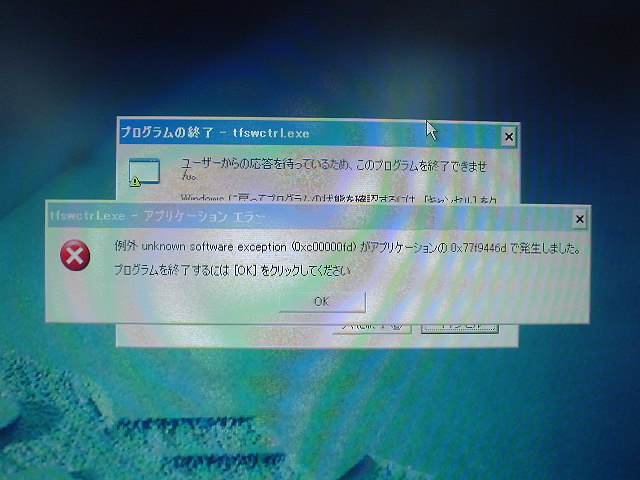 プログラムの終了 - tfswctrl.exe
ユーザーからの応答を待っているため、このプログラムを終了できませ
ん。
Windows に戻ってプログラムの状態を確認するには、[キャンセル] をク
tfswctrl.exe - アプリケーション エラー
例外 unknown software exception (0xc00000fd) がアプリケーションの 0x77f9446d で発生しました。
プログラムを終了するには [OK] をクリックしてください
OK